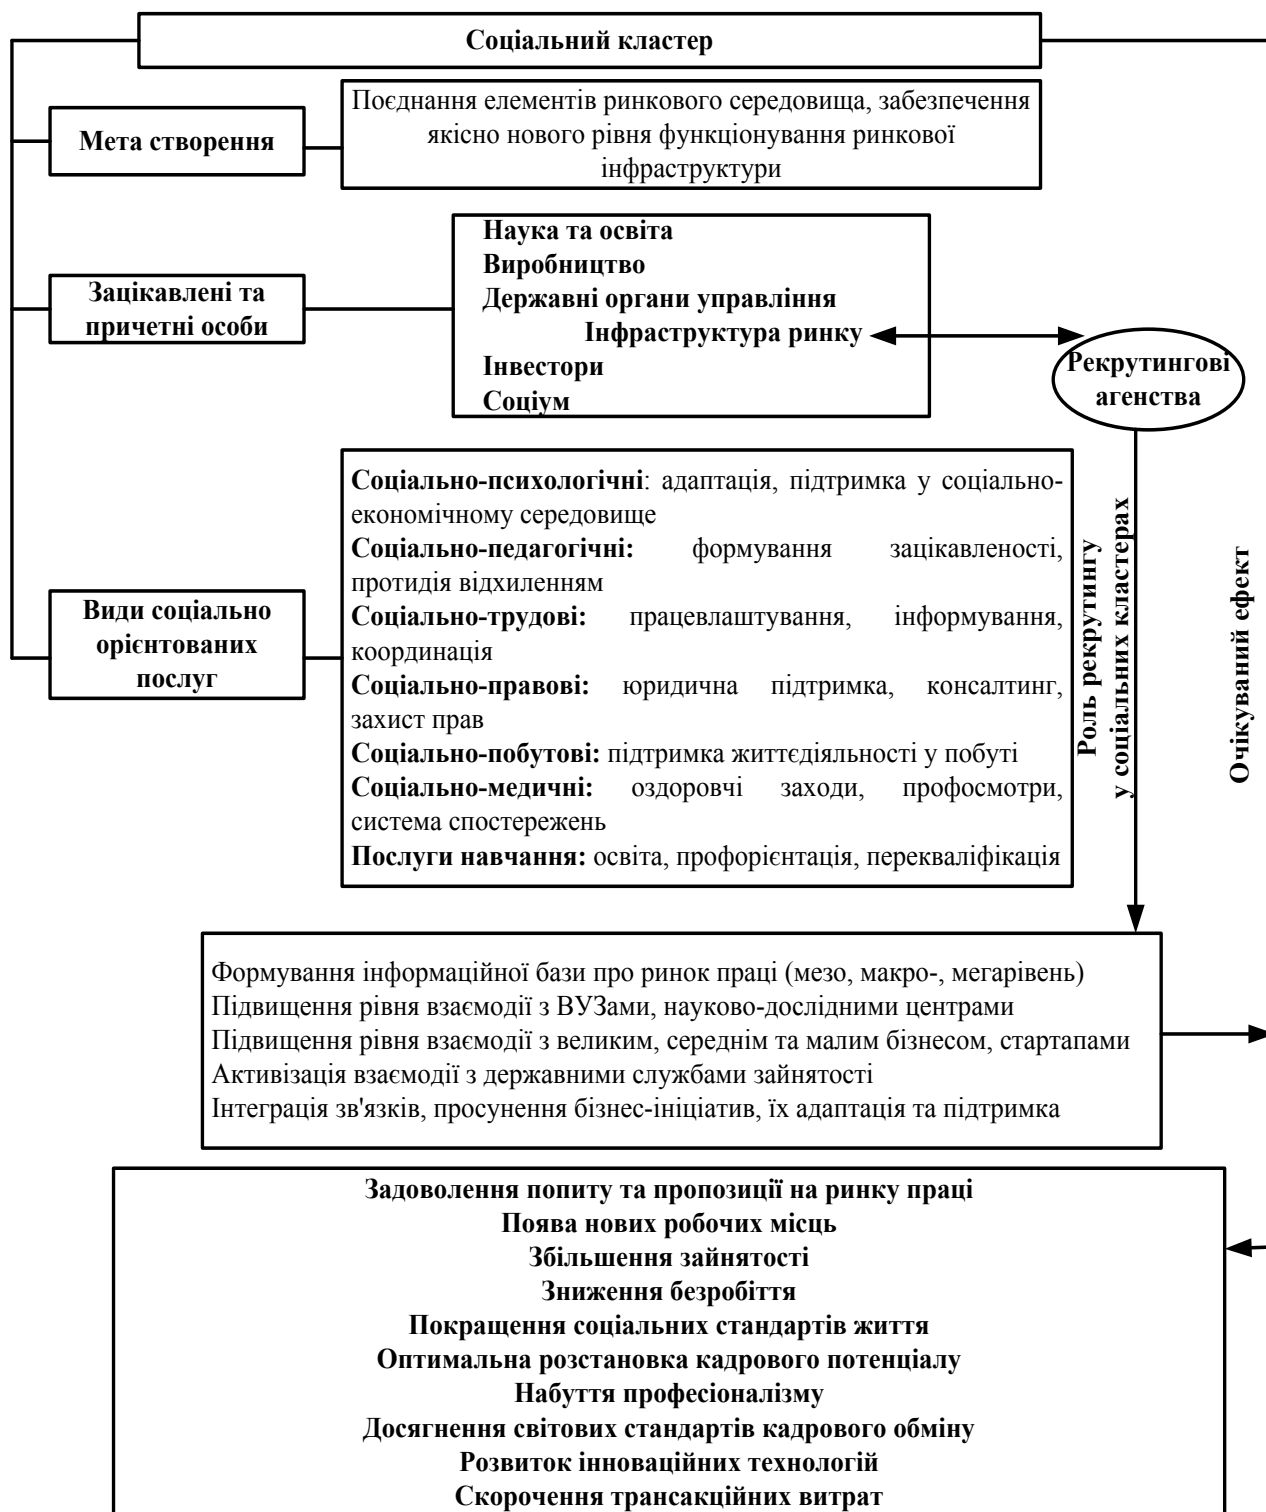 Соціальний кластер
Мета створення
Поєднання елементів ринкового середовища, забезпечення
якісно нового рівня функціонування ринкової
інфраструктури
Зацікавлені та
причетні особи
Наука та освіта
Виробництво
Державні органи управління
Інфраструктура ринку
Інвестори
Соціум
Рекрутингові
агенства
Види соціально
орієнтованих
послуг
Соціально-психологічні: адаптація, підтримка у соціально-
економічному середовище
Соціально-педагогічні: формування зацікавленості,
протидія відхиленням
Соціально-трудові: працевлаштування, інформування,
координація
Соціально-правові: юридична підтримка, консалтинг,
захист прав
Соціально-побутові: підтримка життєдіяльності у побуті
Соціально-медичні: оздоровчі заходи, профосмотри,
система спостережень
Послуги навчання: освіта, профорієнтація, перекваліфікація
Роль рекрутингу
у соціальних кластерах
Очікуваний ефект
Формування інформаційної бази про ринок праці (мезо, макро-, мегарівень)
Підвищення рівня взаємодії з ВУЗами, науково-дослідними центрами
Підвищення рівня взаємодії з великим, середнім та малим бізнесом, стартапами
Активізація взаємодії з державними службами зайнятості
Інтеграція зв'язків, просунення бізнес-ініціатив, їх адаптація та підтримка
Задоволення попиту та пропозиції на ринку праці
Поява нових робочих місць
Збільшення зайнятості
Зниження безробіття
Покращення соціальних стандартів життя
Оптимальна розстановка кадрового потенціалу
Набуття професіоналізму
Досягнення світових стандартів кадрового обміну
Розвиток інноваційних технологій
Скорочення трансакційних витрат